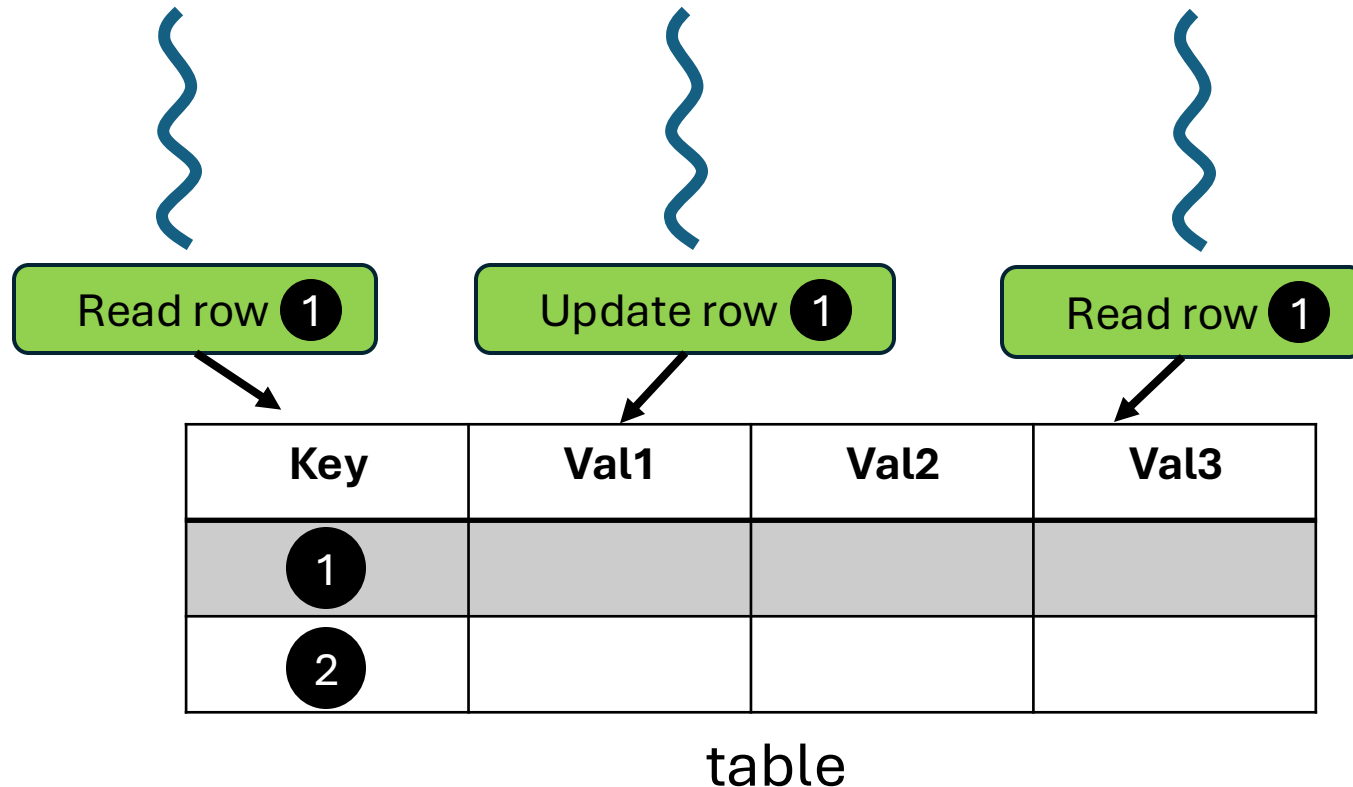 Read row 1
Update row 1
Read row 1
Key Val1 Val2 Val3
1
2
table